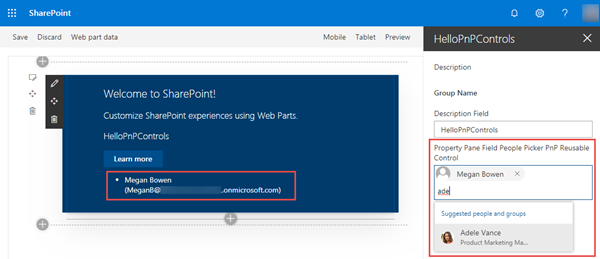 SharePoint
?
Save Discard Web part data Mobile Tablet Preview
Welcome to SharePoint!
Customize SharePoint experiences using Web Parts.
HelloPnPControls
Learn more
Megan Bowen
(MeganB@ .onmicrosoft.com)
HelloPnPControls
Description
Group Name
Description Field
HelloPnPControls
Property Pane Field People Picker PnP Reusable
Control
Megan Bowen
ade
Suggested people and groups
Adele Vance
Product Marketing Ma...